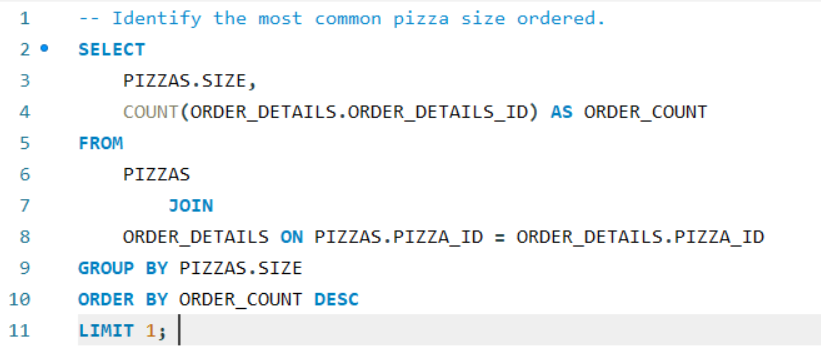 1 -- Identify the most common pizza size ordered.
2 SELECT
3 PIZZAS.SIZE,
4 COUNT(ORDER_DETAILS.ORDER_DETAILS_ID) AS ORDER_COUNT
5 FROM
6 PIZZAS
7 JOIN
8 ORDER_DETAILS ON PIZZAS.PIZZA_ID = ORDER_DETAILS.PIZZA_ID
9 GROUP BY PIZZAS.SIZE
10 ORDER BY ORDER_COUNT DESC
11 LIMIT 1;